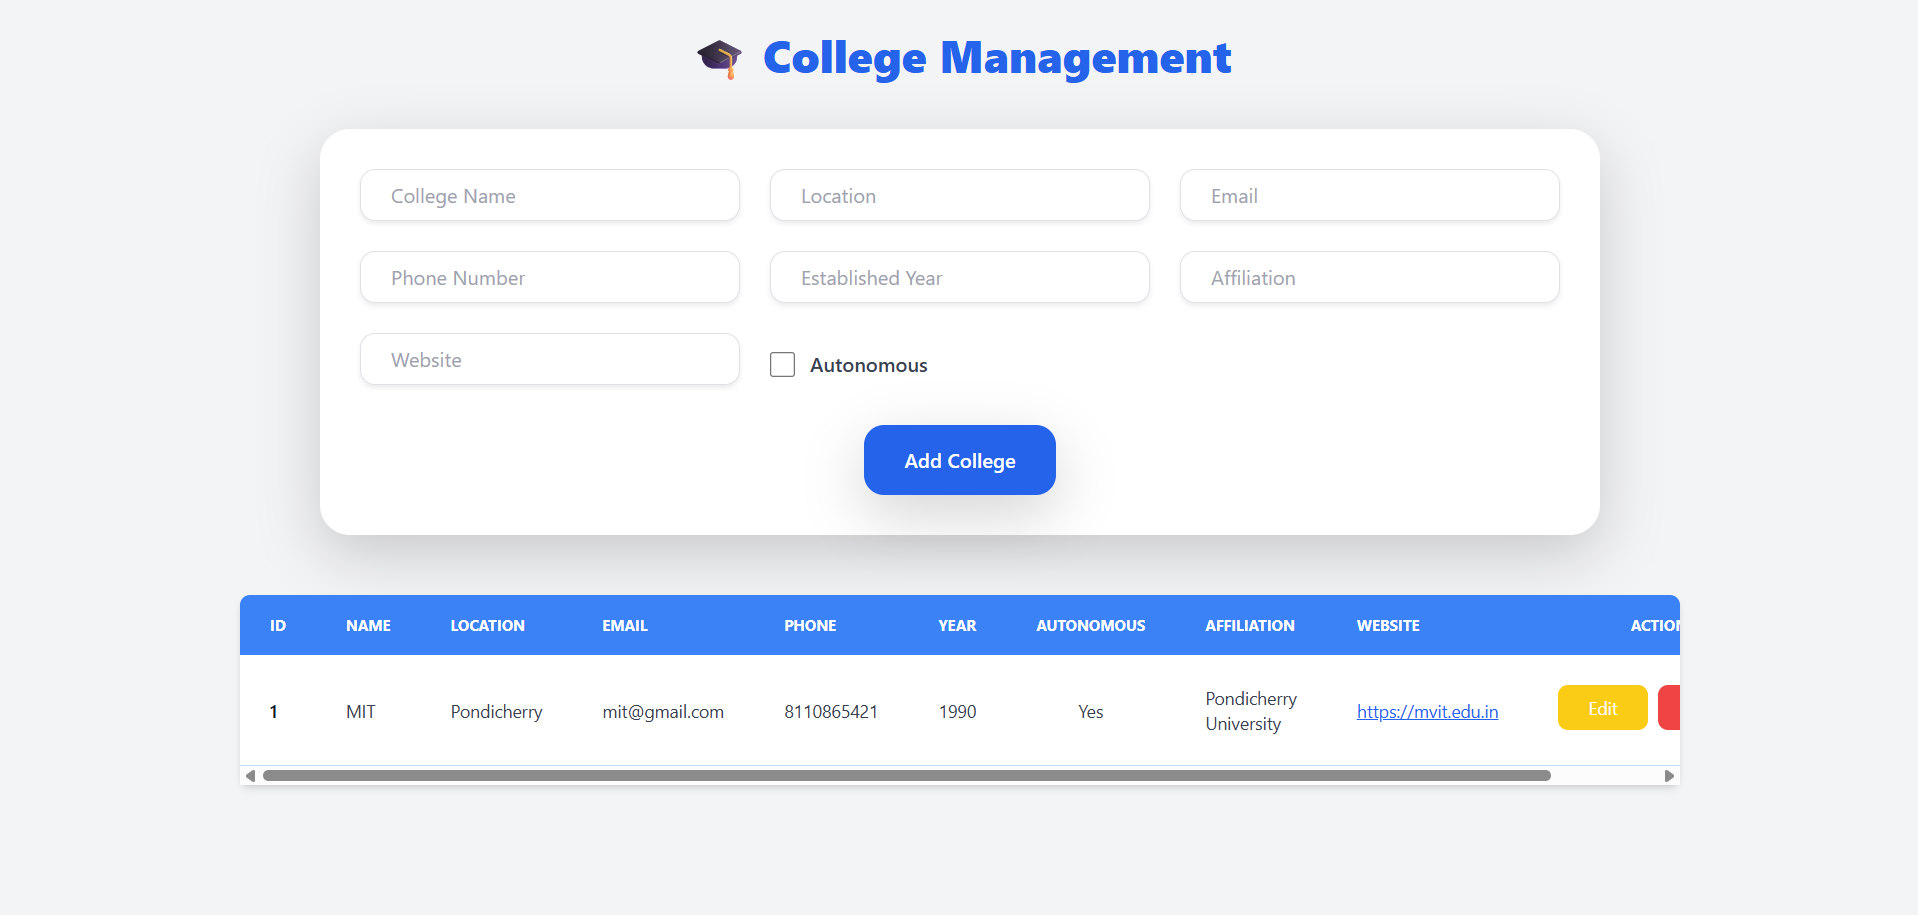 College Management
College Name Location Email
Phone Number Established Year Affiliation
Website Autonomous
Add College
ID NAME LOCATION EMAIL PHONE YEAR AUTONOMOUS AFFILIATION WEBSITE ACTION
1 MIT Pondicherry mit@gmail.com 8110865421 1990 Yes Pondicherry University https://mvit.edu.in Edit